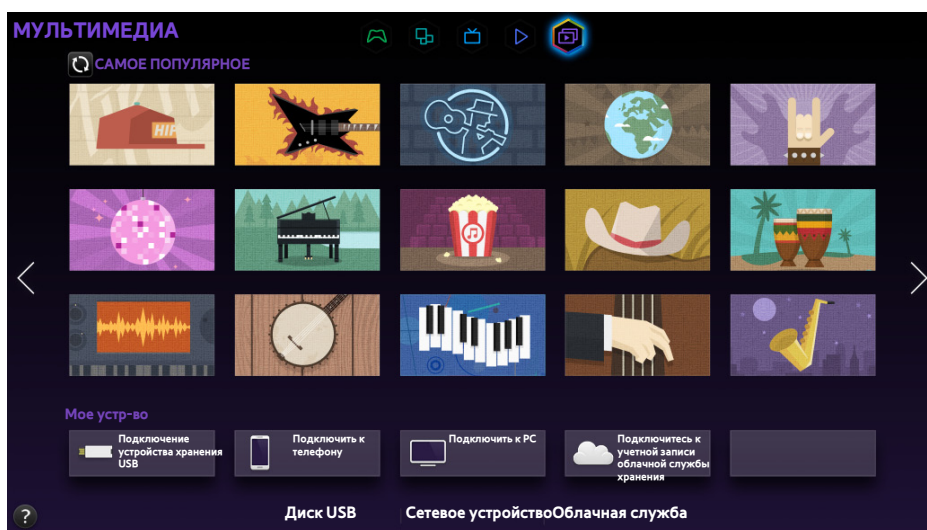 МУЛЬТИМЕДИА
САМОЕ ПОПУЛЯРНОЕ
HIP
Мое устр-во
Подключение
устройства хранения
USB
Подключить к
телефону
Подключить к PC
Подключитесь к
учетной записи
облачной службы
хранения
?
Диск USB
Сетевое устройство
Облачная служба